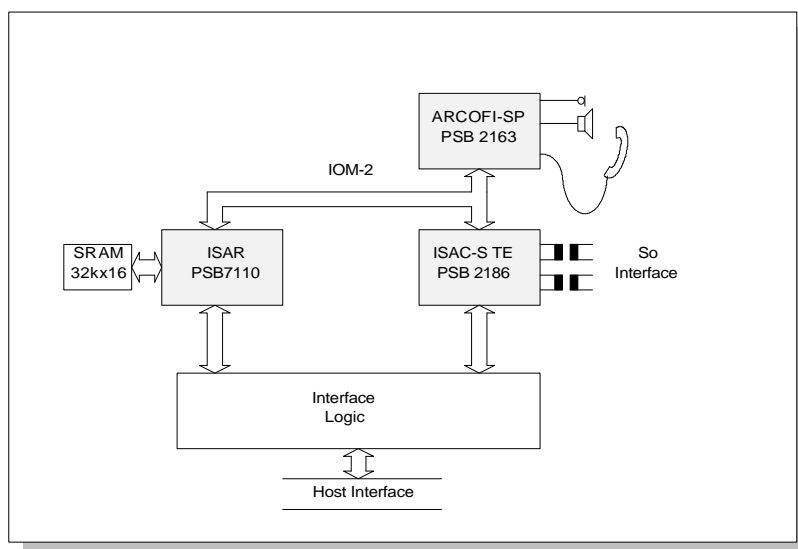 ARCOFI-SP
PSB 2163
IOM-2
SRAM
32kx16
ISAR
PSB7110
ISAC-S TE
PSB 2186
So
Interface
Interface
Logic
Host Interface